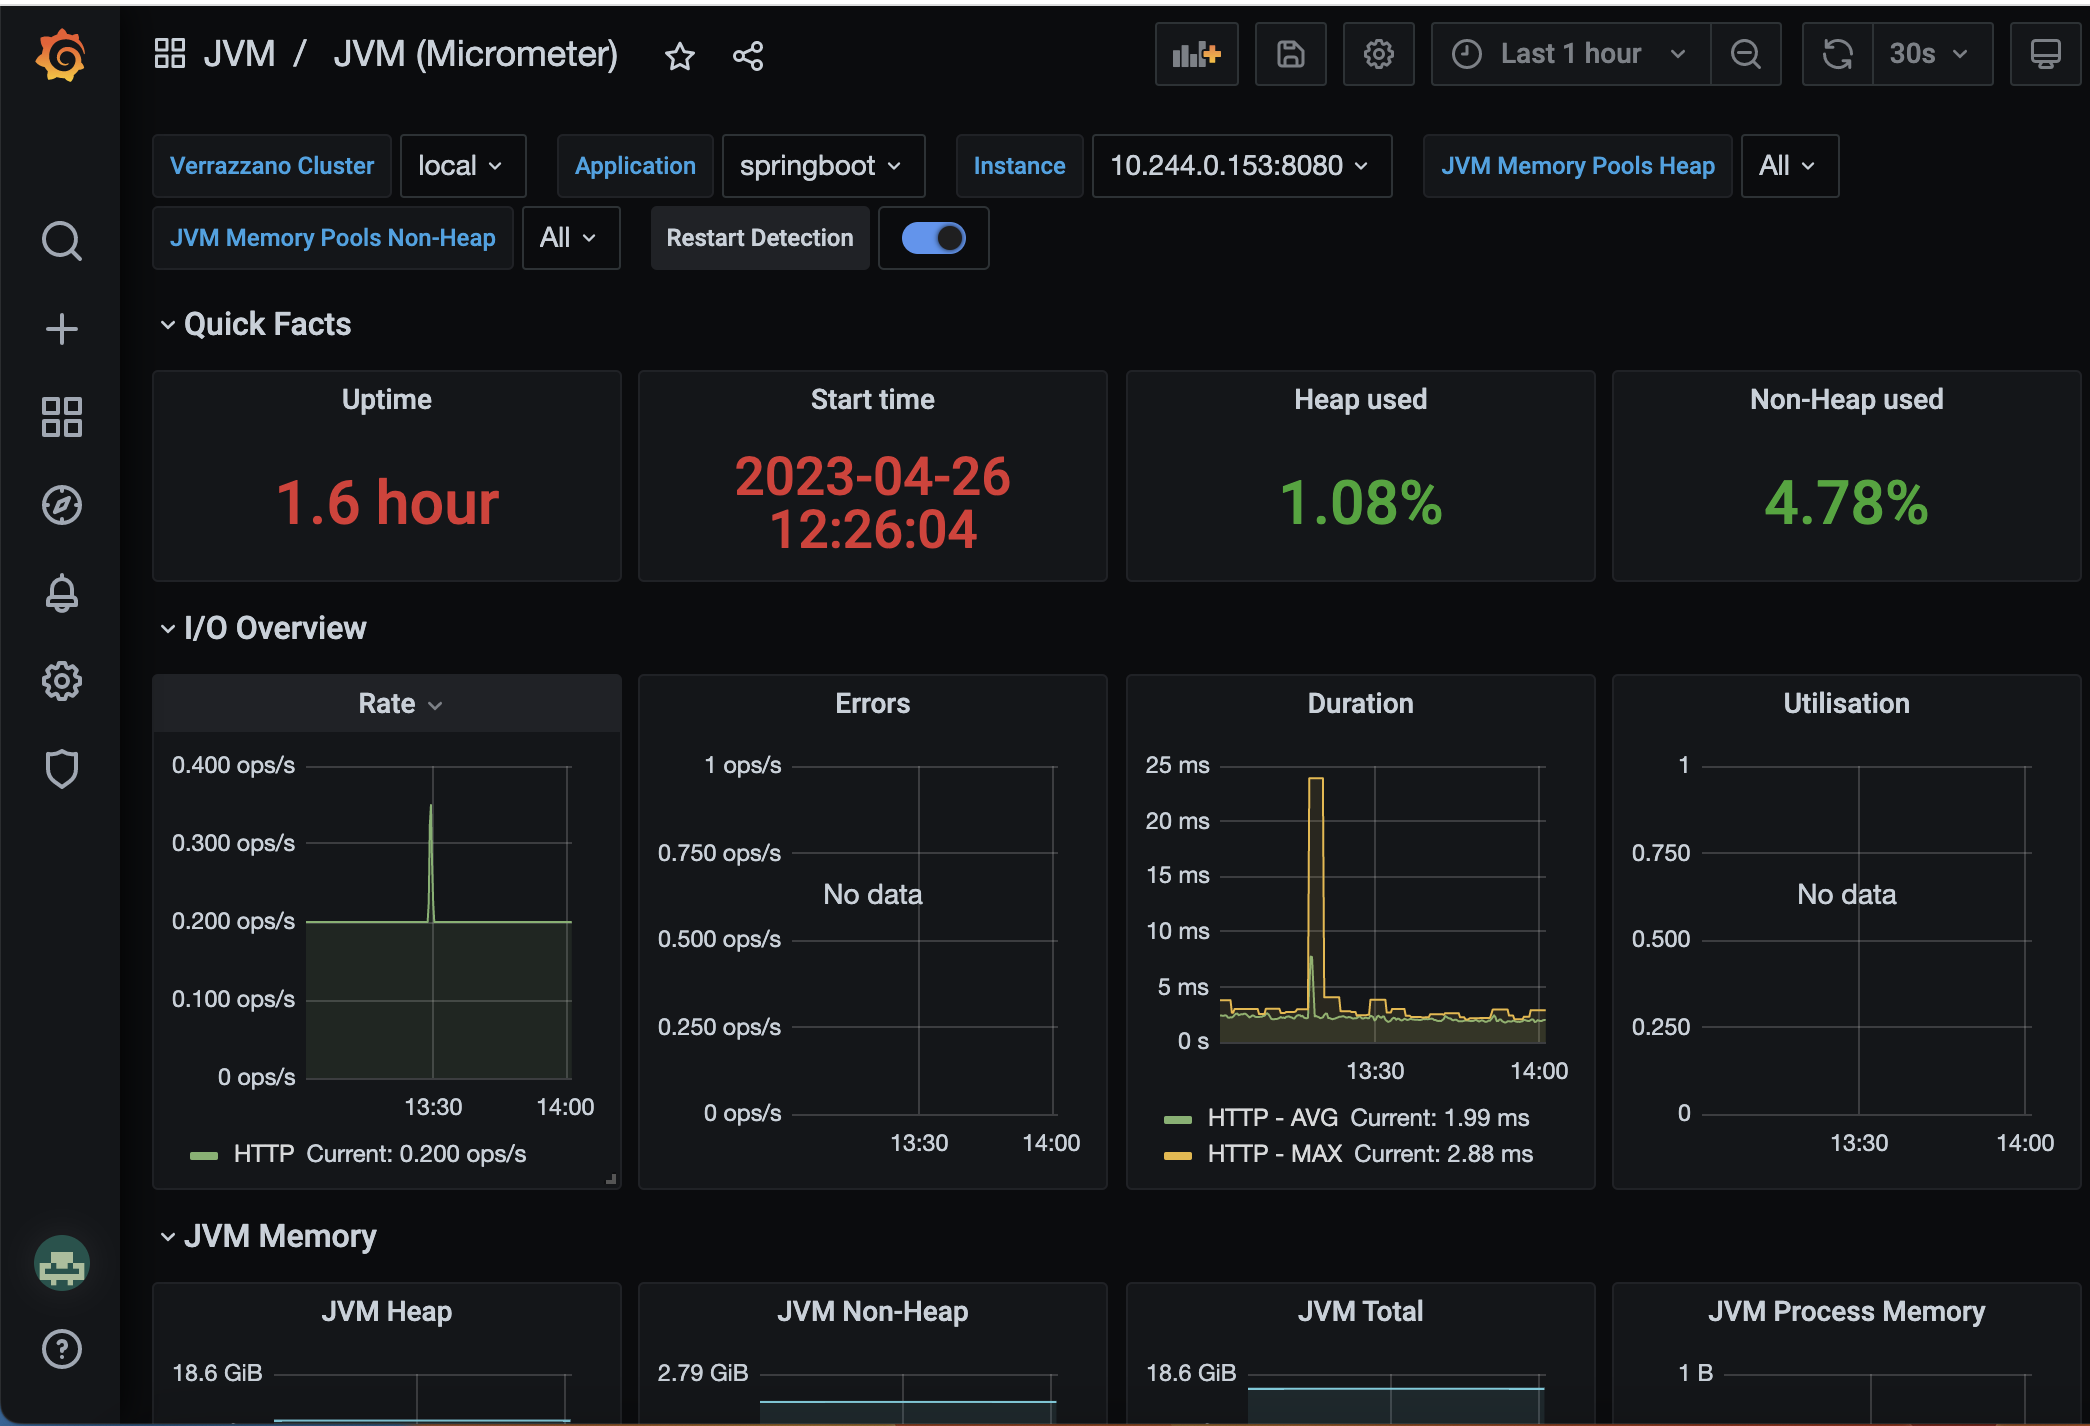 JVM / JVM (Micrometer)
Last 1 hour
30s
Verrazzano Cluster local Application springboot Instance 10.244.0.153:8080 JVM Memory Pools Heap All
JVM Memory Pools Non-Heap All Restart Detection
Quick Facts
Uptime
1.6 hour
Start time
2023-04-26
12:26:04
Heap used
1.08%
Non-Heap used
4.78%
I/O Overview
Rate
0.400 ops/s
0.300 ops/s
0.200 ops/s
0.100 ops/s
0 ops/s
13:30 14:00
HTTP Current: 0.200 ops/s
Errors
1 ops/s
0.750 ops/s
No data
0.500 ops/s
0.250 ops/s
0 ops/s
13:30 14:00
Duration
25 ms
20 ms
15 ms
10 ms
5 ms
0 s
13:30 14:00
HTTP - AVG Current: 1.99 ms
HTTP - MAX Current: 2.88 ms
Utilisation
1
0.750
No data
0.500
0.250
0
13:30 14:00
JVM Memory
JVM Heap
18.6 GiB
JVM Non-Heap
2.79 GiB
JVM Total
18.6 GiB
JVM Process Memory
1 B